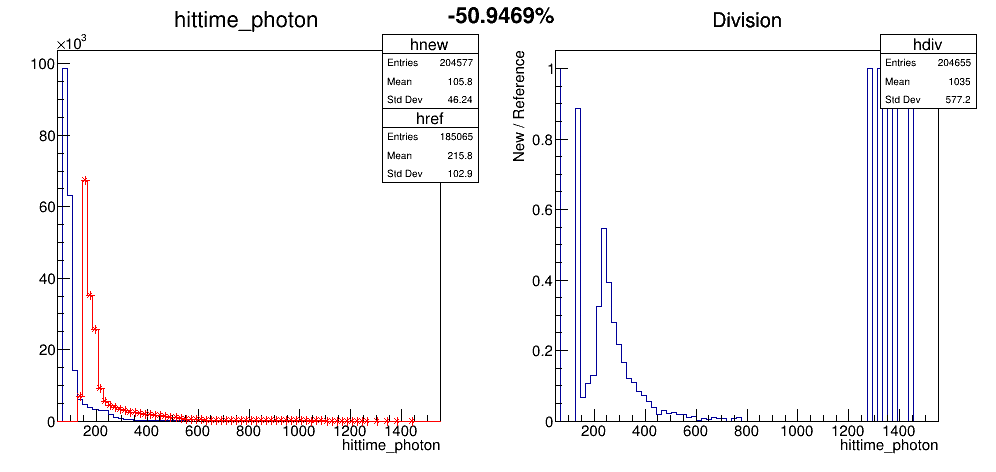 -50.9469%
hittime_photon
×10³
hnew
Entries 204577
Mean 105.8
Std Dev 46.24
href
Entries 185065
Mean 215.8
Std Dev 102.9
100
80
60
40
20
0
200 400 600 800 1000 1200 1400
hittime_photon
Division
hdiv
Entries 204655
Mean 1035
Std Dev 577.2
New / Reference
1
0.8
0.6
0.4
0.2
0
200 400 600 800 1000 1200 1400
hittime_photon